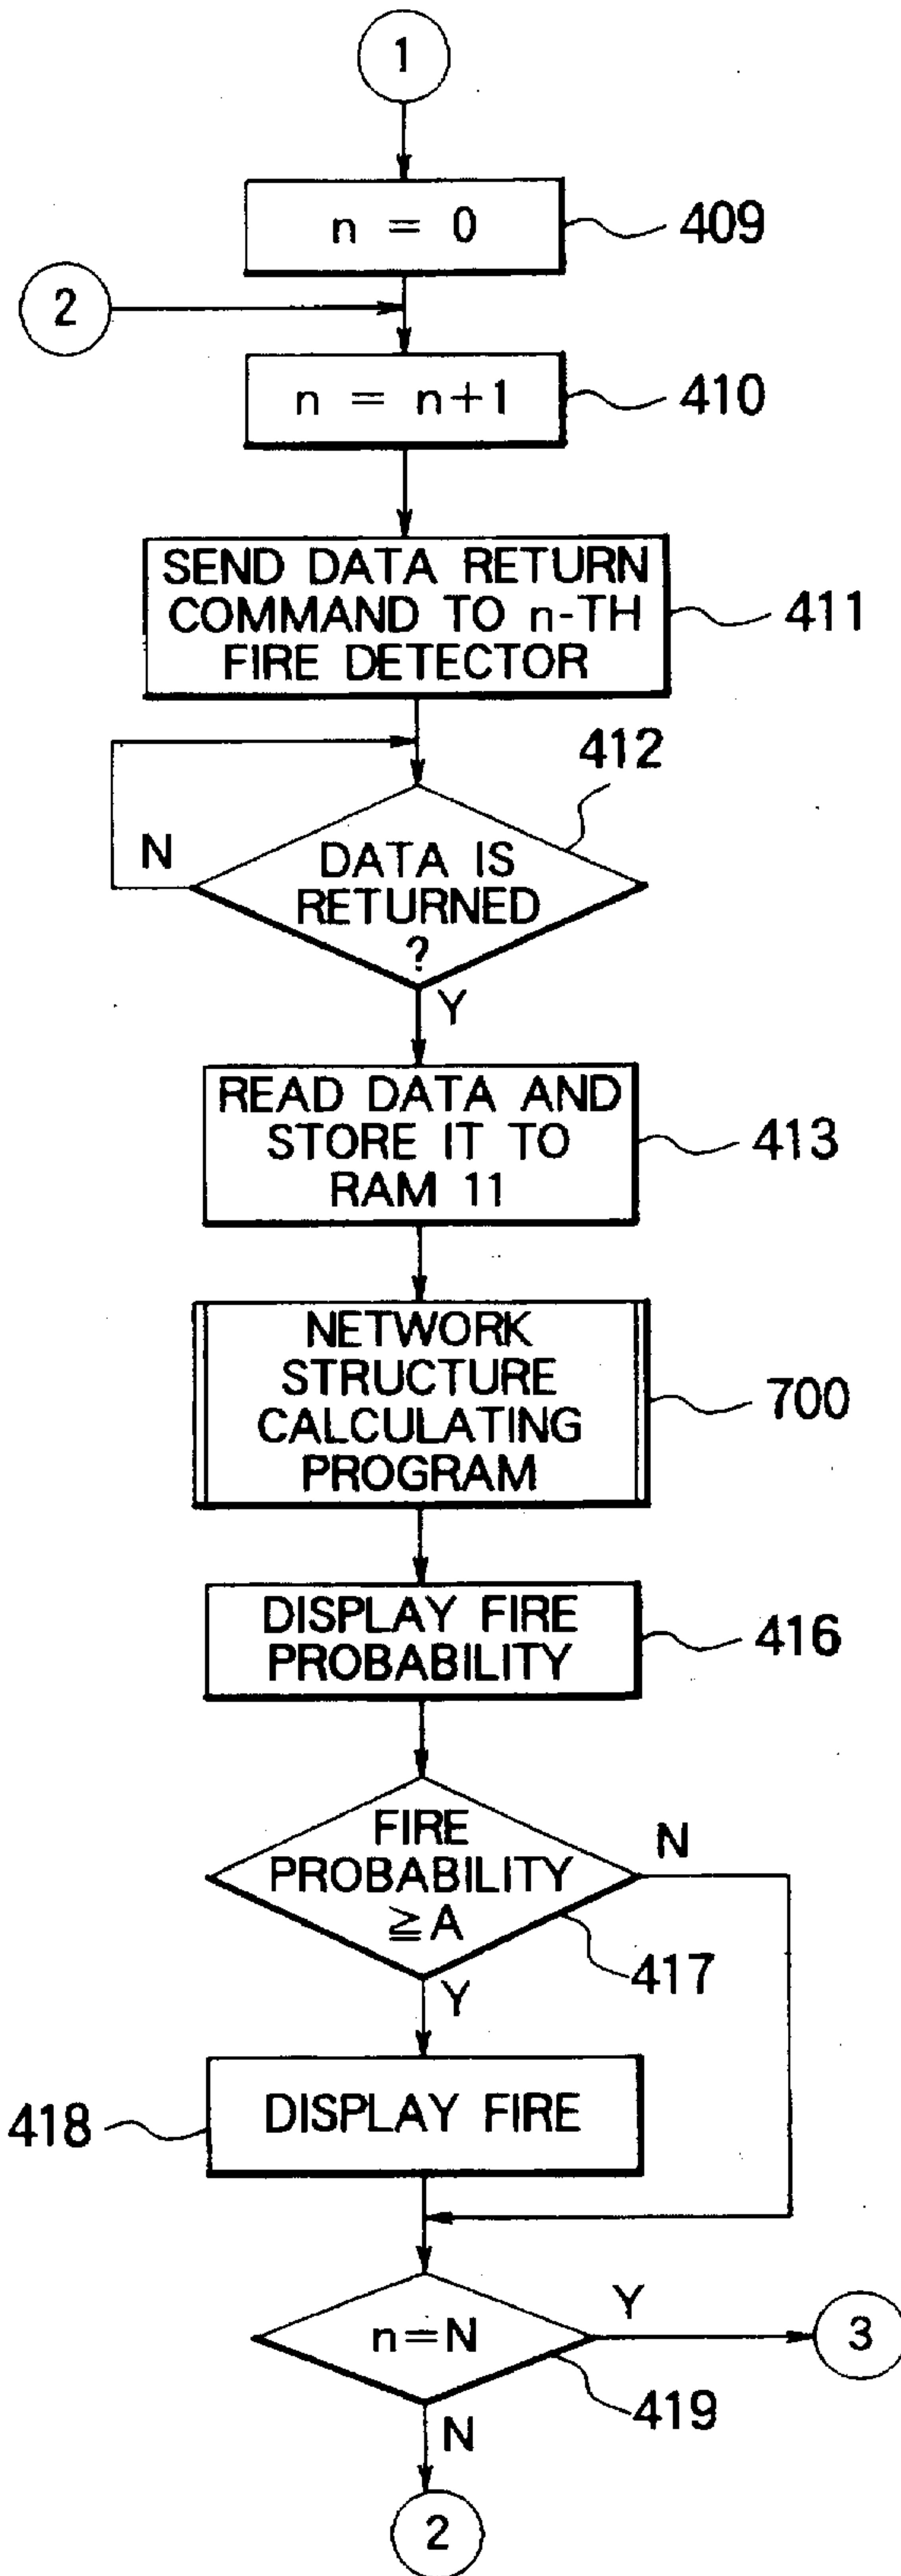 1
n = 0
409
2
n = n+1
410
SEND DATA RETURN
COMMAND TO n-TH
FIRE DETECTOR
411
412
N
DATA IS
RETURNED
?
Y
READ DATA AND
STORE IT TO
RAM 11
413
NETWORK
STRUCTURE
CALCULATING
PROGRAM
700
DISPLAY FIRE
PROBABILITY
416
FIRE
PROBABILITY
≧A
N
417
Y
DISPLAY FIRE
418
n=N
Y
3
419
N
2